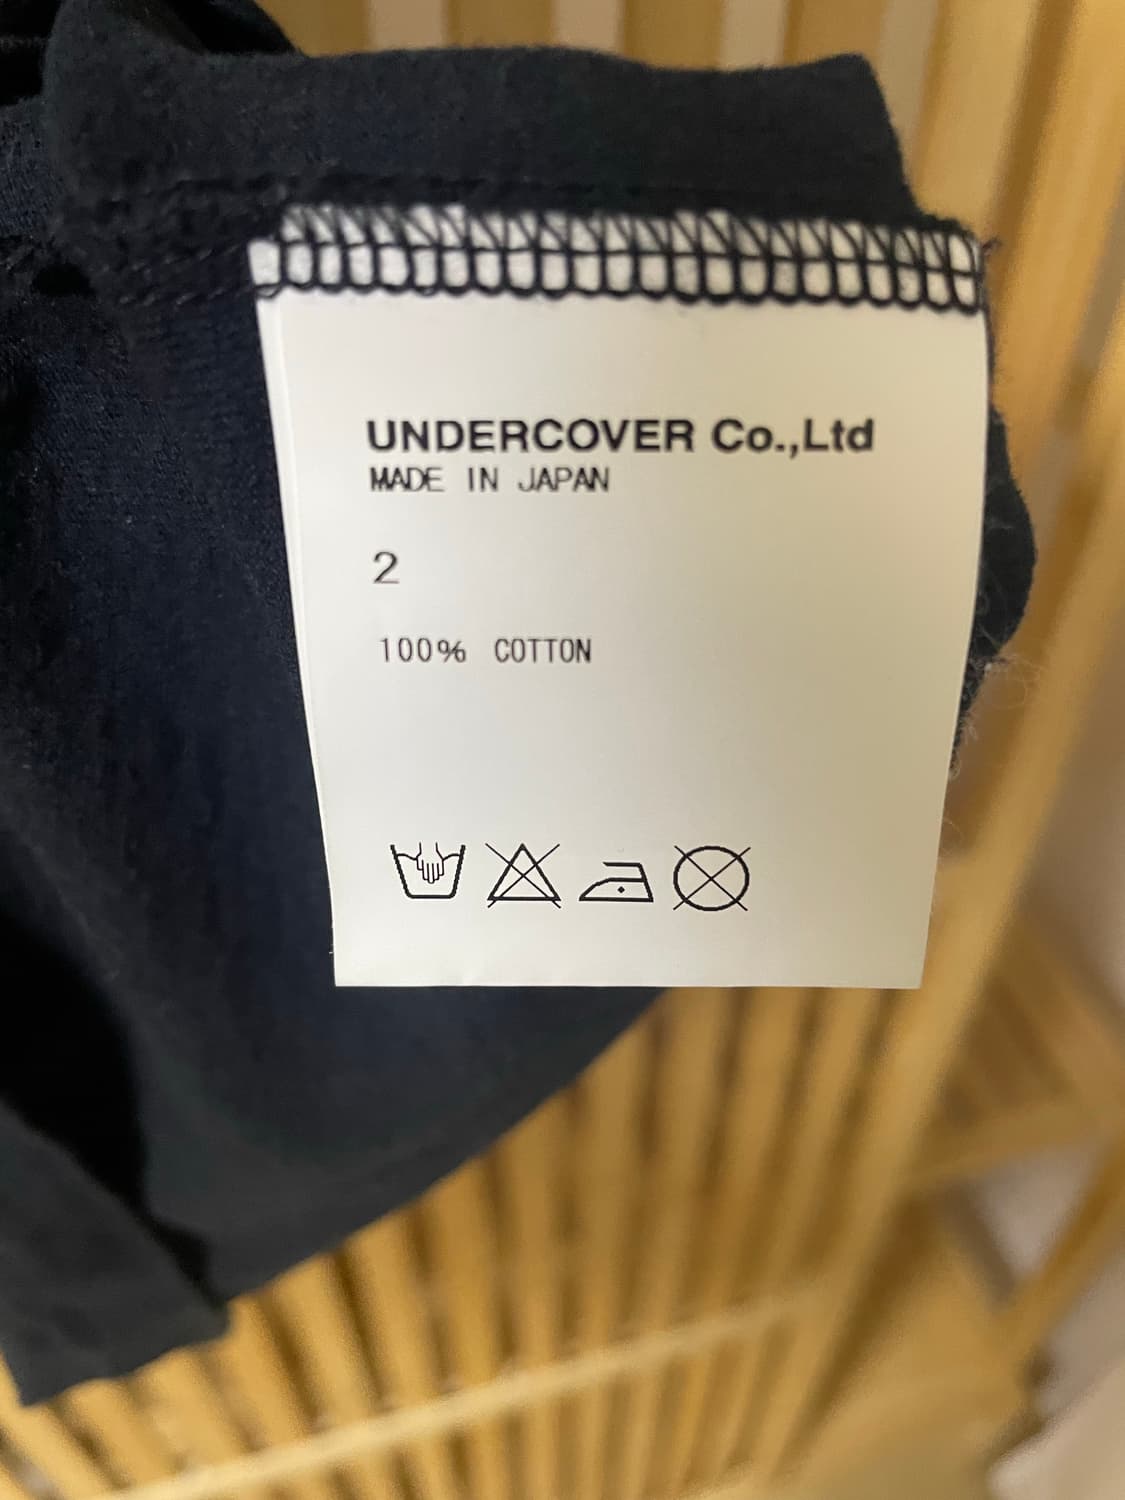 UNDERCOVER Co.,Ltd
MADE IN JAPAN
2
100% COTTON